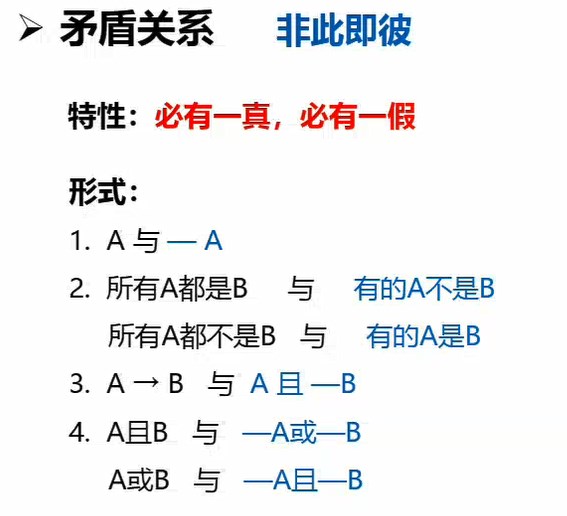 ➢ 矛盾关系 非此即彼
特性：必有一真，必有一假
形式：
1. A 与 — A
2. 所有A都是B 与 有的A不是B
所有A都不是B 与 有的A是B
3. A → B 与 A 且 —B
4. A且B 与 —A或—B
A或B 与 —A且—B